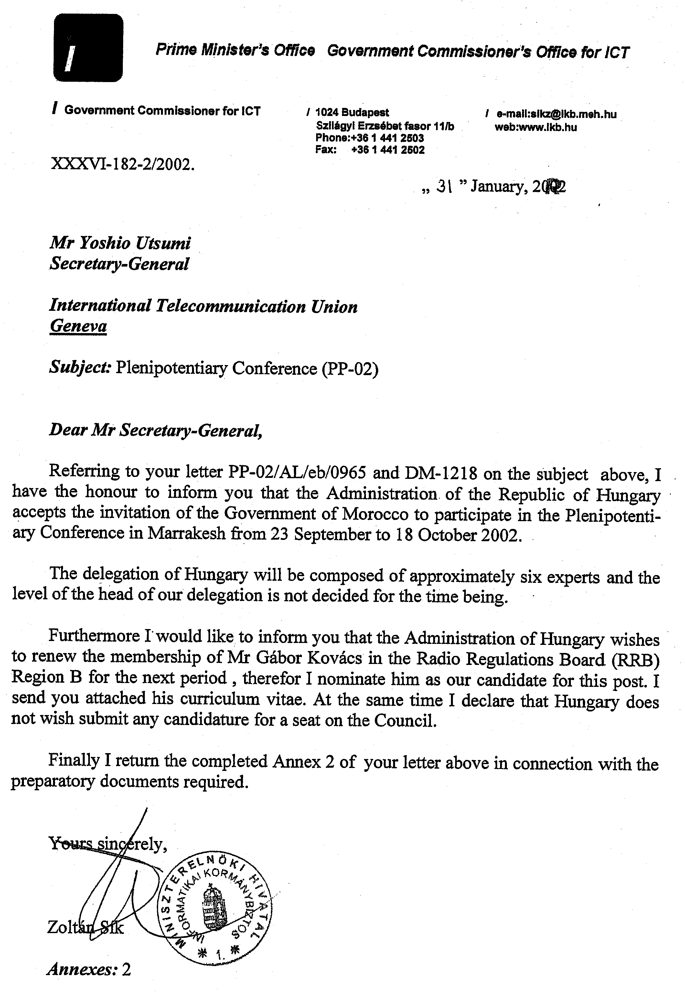 I
Prime Minister's Office Government Commissioner's Office for ICT
/ Government Commissioner for ICT
/ 1024 Budapest
Szilágyi Erzsébet fasor 11/b
Phone:+36 1 441 2503
Fax: +36 1 441 2502
/ e-mail:sikz@ikb.meh.hu
web:www.ikb.hu
XXXVI-182-2/2002.
„ 31 ” January, 2002
Mr Yoshio Utsumi
Secretary-General
International Telecommunication Union
Geneva
Subject: Plenipotentiary Conference (PP-02)
Dear Mr Secretary-General,
Referring to your letter PP-02/AL/eb/0965 and DM-1218 on the subject above, I
have the honour to inform you that the Administration of the Republic of Hungary
accepts the invitation of the Government of Morocco to participate in the Plenipotenti-
ary Conference in Marrakesh from 23 September to 18 October 2002.
The delegation of Hungary will be composed of approximately six experts and the
level of the head of our delegation is not decided for the time being.
Furthermore I would like to inform you that the Administration of Hungary wishes
to renew the membership of Mr Gábor Kovács in the Radio Regulations Board (RRB)
Region B for the next period , therefor I nominate him as our candidate for this post. I
send you attached his curriculum vitae. At the same time I declare that Hungary does
not wish submit any candidature for a seat on the Council.
Finally I return the completed Annex 2 of your letter above in connection with the
preparatory documents required.
Yours sincerely,
MINISZTERELNÖKI HIVATAL
INFORMATIKAI KORMÁNYBIZTOS
* 1. *
Zoltán Sík
Annexes: 2